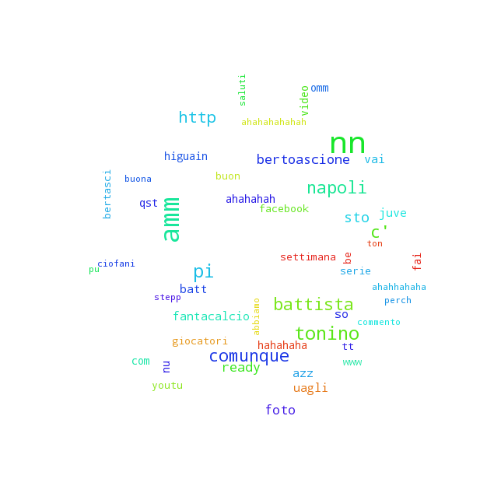 saluti
omm
video
http
ahahahahahah
nn
higuain
bertoascione
vai
buona
buon
napoli
bertasci
qst
ahahahah
facebook
amm
sto
juve
c'
ton
settimana
be
fai
ciofani
pu
pi
serie
stepp
batt
ahahhahaha
perch
battista
abbiamo
so
fantacalcio
commento
tonino
giocatori
hahahaha
tt
comunque
com
nu
ready
www
azz
youtu
uagli
foto